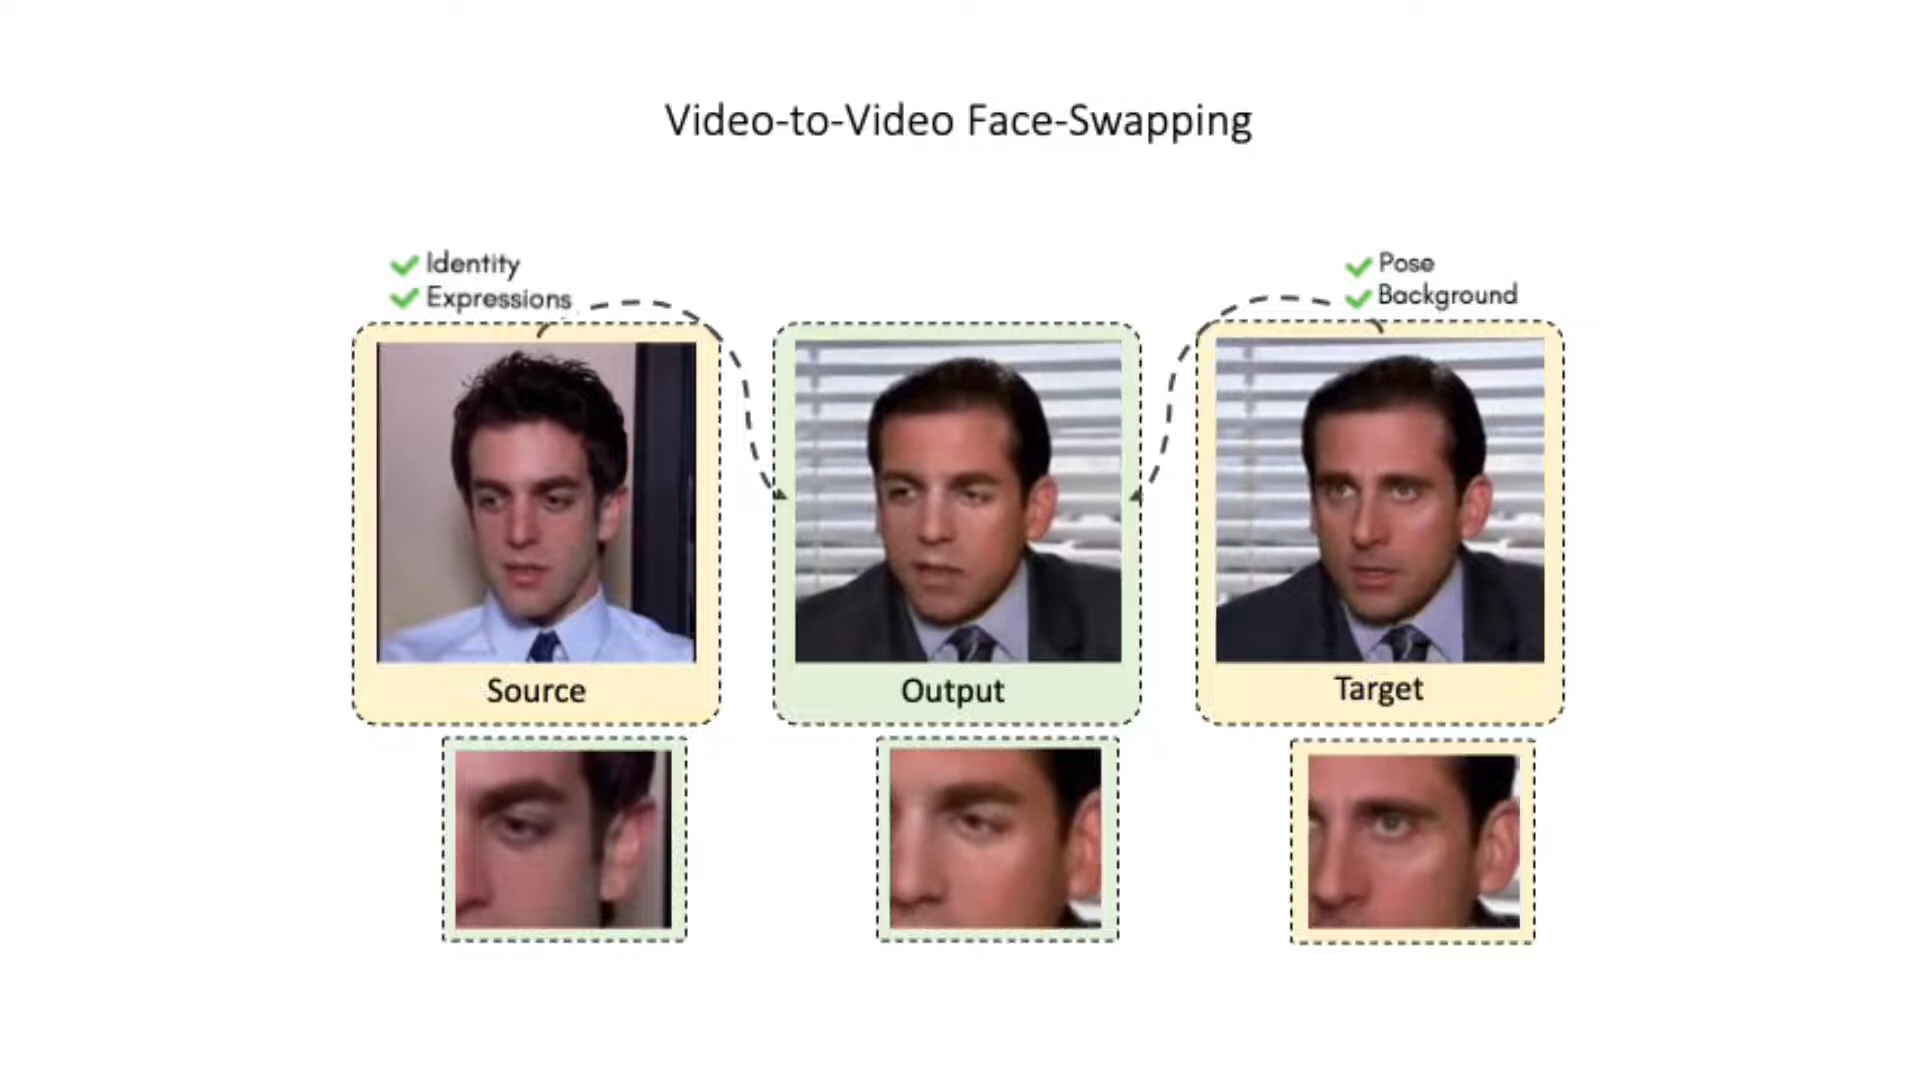 Video-to-Video Face-Swapping
Identity
Expressions
Pose
Background
Source
Output
Target